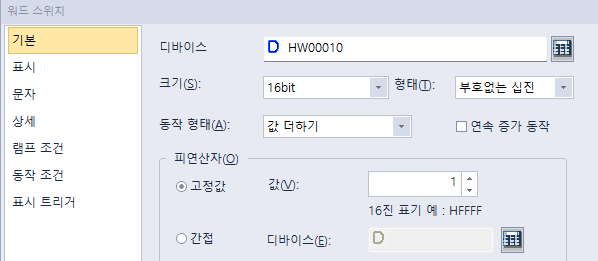 워드 스위치
기본
표시
문자
상세
램프 조건
동작 조건
표시 트리거
디바이스 D HW00010
크기(S): 16bit 형태(T): 부호없는 십진
동작 형태(A): 값 더하기 연속 증가 동작
피연산자(O)
고정값 값(V): 1
16진 표기 예 : HFFFF
간접 디바이스(E): D